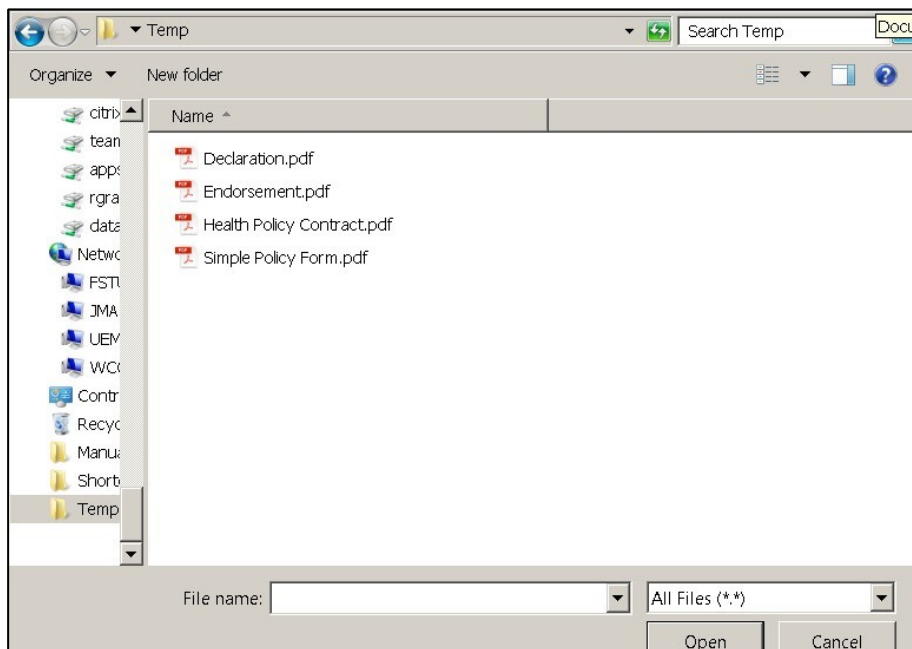 Temp
Search Temp
Docu
Organize
New folder
citrix
team
apps
rgra
data
Netwo
FSTU
JMA
UEM
WCC
Contr
Recyc
Manua
Shorto
Temp
Name
Declaration.pdf
Endorsement.pdf
Health Policy Contract.pdf
Simple Policy Form.pdf
File name:
All Files (*.*)
Open
Cancel